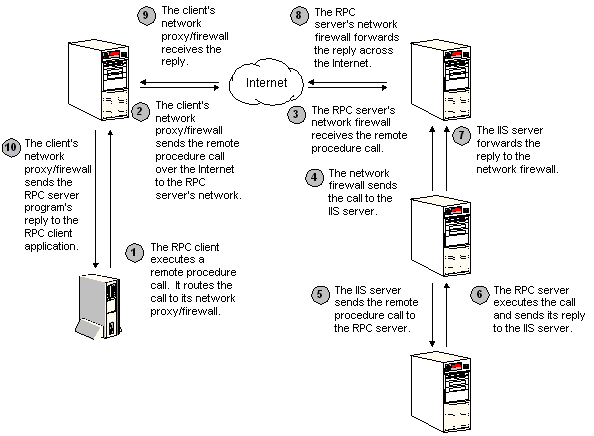 9 The client's
network
proxy/firewall
receives the
reply.
8 The RPC
server's network
firewall forwards
the reply across
the Internet.
Internet
2 The client's
network
proxy/firewall
sends the remote
procedure call
over the Internet
to the RPC
server's network.
3 The RPC server's
network firewall
receives the remote
procedure call.
7 The IIS server
forwards the
reply to the
network firewall.
10 The client's
network
proxy/firewall
sends the
RPC server
program's
reply to the
RPC client
application.
4 The network
firewall sends
the call to the
IIS server.
1 The RPC client
executes a
remote procedure
call. It routes the
call to its network
proxy/firewall.
5 The IIS server
sends the remote
procedure call to
the RPC server.
6 The RPC server
executes the call
and sends its reply
to the IIS server.